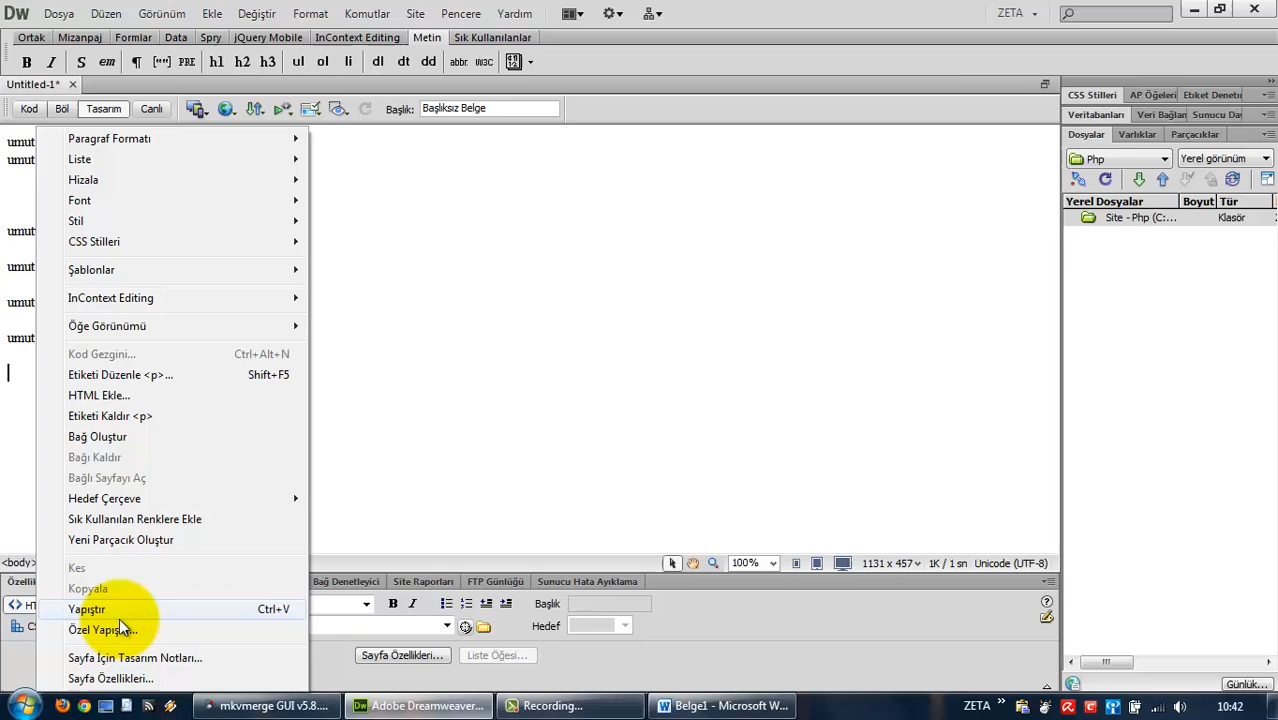 Dw Dosya Düzen Görünüm Ekle Değiştir Format Komutlar Site Pencere Yardım ZETA
Ortak Mizanpaj Formlar Data Spry jQuery Mobile InContext Editing Metin Sık Kullanılanlar
B I S em ¶ [""] PRE h1 h2 h3 ul ol li dl dt dd abbr. W3C
Untitled-1*
Kod Böl Tasarım Canlı Başlık: Başlıksız Belge
CSS Stilleri AP Öğeleri Etiket Denetı
Veritabanları Veri Bağlan Sunucu Da
Dosyalar Varlıklar Parçacıklar
Php Yerel görünüm
Yerel Dosyalar Boyut Tür
Site - Php (C:... Klasör
umut
umut
umut
umut
umut
umut
Paragraf Formatı
Liste
Hizala
Font
Stil
CSS Stilleri
Şablonlar
InContext Editing
Öğe Görünümü
Kod Gezgini... Ctrl+Alt+N
Etiketi Düzenle <p>... Shift+F5
HTML Ekle...
Etiketi Kaldır <p>
Bağ Oluştur
Bağı Kaldır
Bağlı Sayfayı Aç
Hedef Çerçeve
Sık Kullanılan Renklere Ekle
Yeni Parçacık Oluştur
Kes
Kopyala
Yapıştır Ctrl+V
Özel Yapış...
Sayfa İçin Tasarım Notları...
Sayfa Özellikleri...
<body> 100% 1131 x 457 1K / 1 sn Unicode (UTF-8)
Özellikl Bağ Denetleyici Site Raporları FTP Günlüğü Sunucu Davranışları Ayıklama
B I Başlık
Hedef
Sayfa Özellikleri... Liste Öğesi...
Günlük...
mkvmerge GUI v5.8.... Adobe Dreamweaver... Recording... Belge1 - Microsoft W... ZETA 10:42